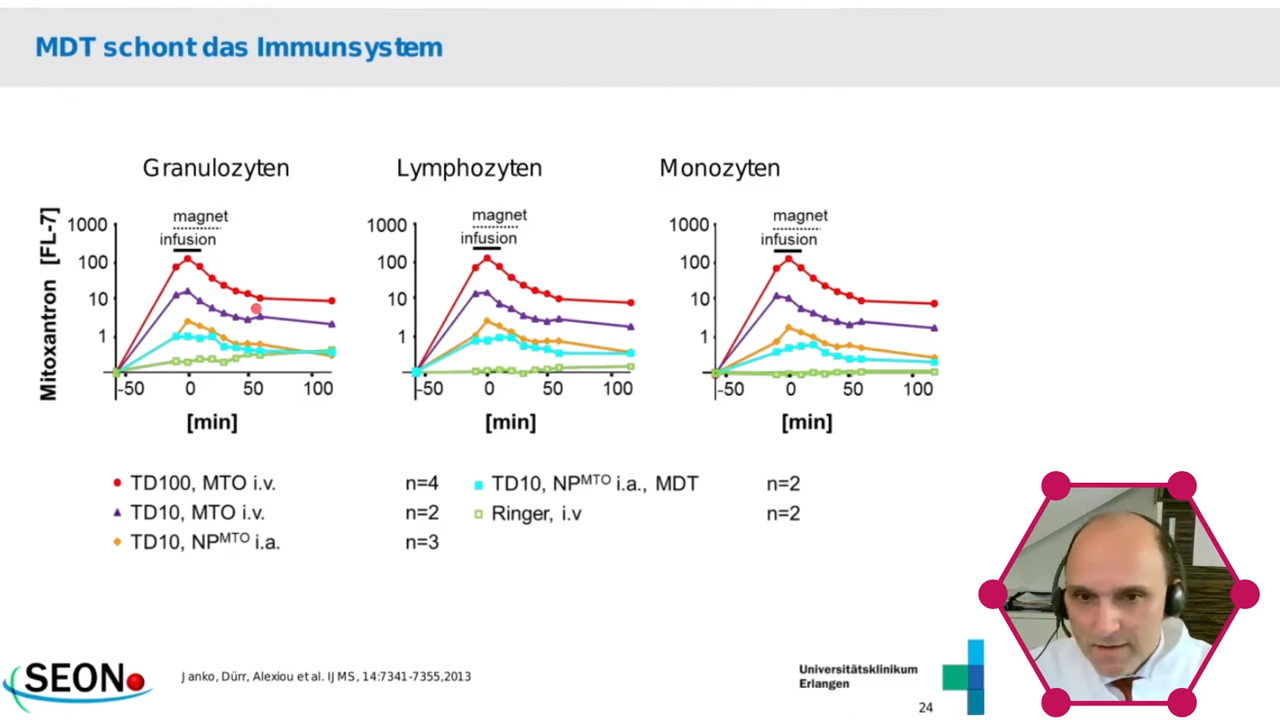 MDT schont das Immunsystem
Granulozyten Lymphozyten Monozyten
Mitoxantron [FL-7]
magnet
infusion
1000
100
10
1
-50 0 50 100
[min]
magnet
infusion
1000
100
10
1
-50 0 50 100
[min]
magnet
infusion
1000
100
10
1
-50 0 50 100
[min]
TD100, MTO i.v. n=4
TD10, MTO i.v. n=2
TD10, NPMTO i.a. n=3
TD10, NPMTO i.a., MDT n=2
Ringer, i.v n=2
SEON
Janko, Dürr, Alexiou et al. IJMS, 14:7341-7355,2013
Universitätsklinikum
Erlangen
24